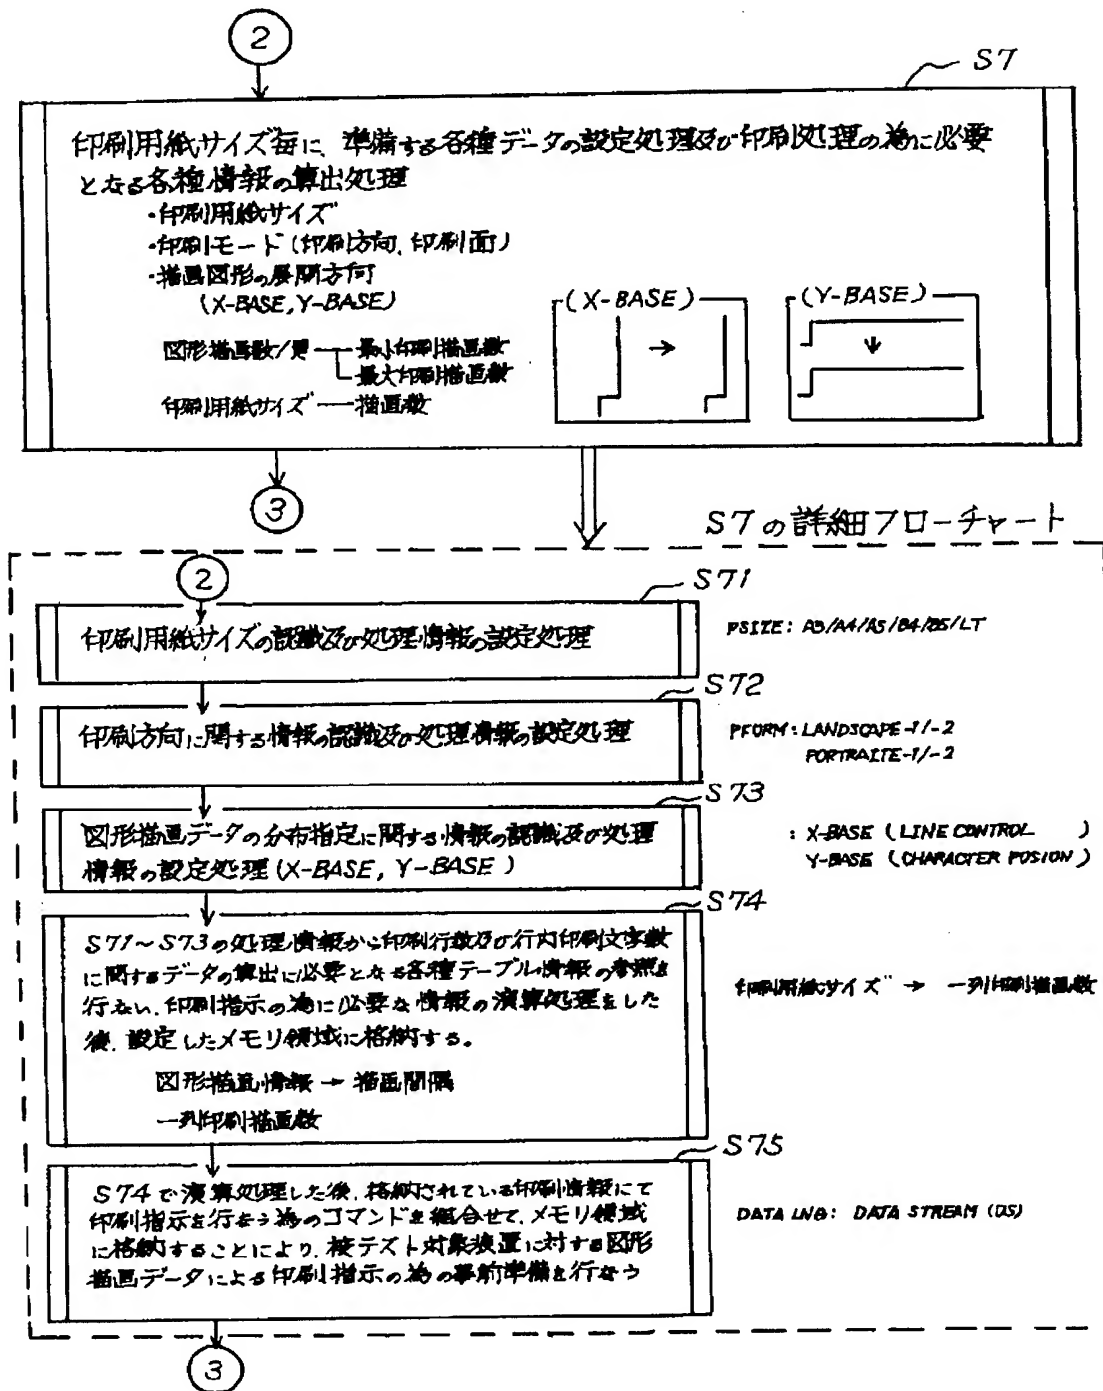 2
S7
印刷用紙サイズ毎に、準備する各種データの設定処理及び印刷処理の為に必要
となる各種情報の算出処理
・印刷用紙サイズ
・印刷モード(印刷方向、印刷面)
・描画図形の展開方向
(X-BASE, Y-BASE)
(X-BASE)
(Y-BASE)
図形描画数/頁 最小印刷描画数
最大印刷描画数
印刷用紙サイズ 描画数
3
S7の詳細フローチャート
2
S71
印刷用紙サイズの認識及び処理情報の設定処理
PSIZE: A3/A4/A5/B4/B5/LT
S72
印刷方向に関する情報の認識及び処理情報の設定処理
PFORM: LANDSCAPE-1/-2
PORTRAITE-1/-2
S73
図形描画データの分布指定に関する情報の認識及び処理
情報の設定処理(X-BASE, Y-BASE)
: X-BASE (LINE CONTROL )
Y-BASE (CHARACTER POSION)
S74
S71~S73の処理情報から印刷行数及び行内印刷文字数
に関するデータの算出に必要となる各種テーブル情報の参照を
行ない、印刷指示の為に必要な情報の演算処理をした
後、設定したメモリ領域に格納する。
図形描画情報 → 描画間隔
一列印刷描画数
印刷用紙サイズ → 一列印刷描画数
S75
S74で演算処理した後、格納されている印刷情報にて
印刷指示を行なう為のコマンドを組合せて、メモリ領域
に格納することにより、被テスト対象装置に対する図形
描画データによる印刷指示の為の事前準備を行なう
DATA LNG: DATA STREAM (DS)
3